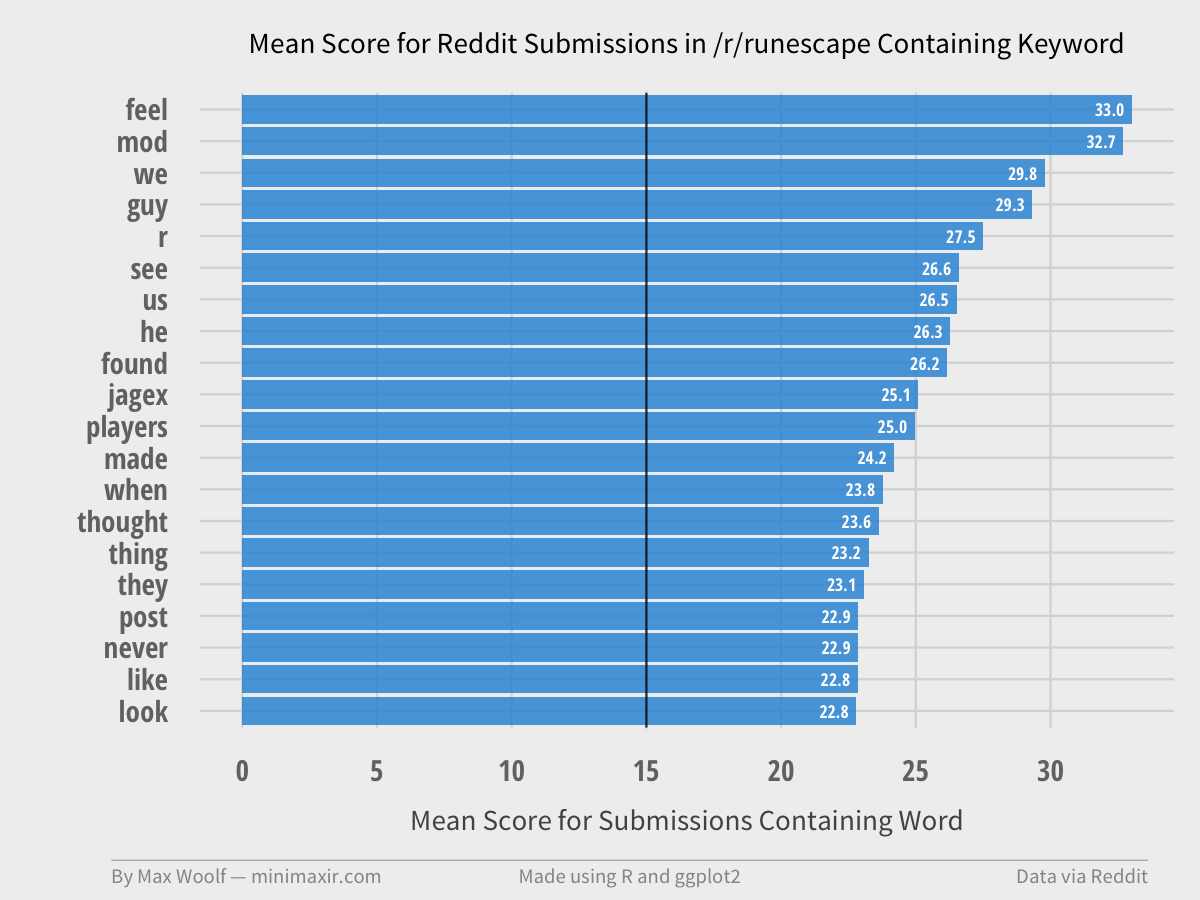 Mean Score for Reddit Submissions in /r/runescape Containing Keyword
feel 33.0
mod 32.7
we 29.8
guy 29.3
r 27.5
see 26.6
us 26.5
he 26.3
found 26.2
jagex 25.1
players 25.0
made 24.2
when 23.8
thought 23.6
thing 23.2
they 23.1
post 22.9
never 22.9
like 22.8
look 22.8
0 5 10 15 20 25 30
Mean Score for Submissions Containing Word
By Max Woolf — minimaxir.com Made using R and ggplot2 Data via Reddit